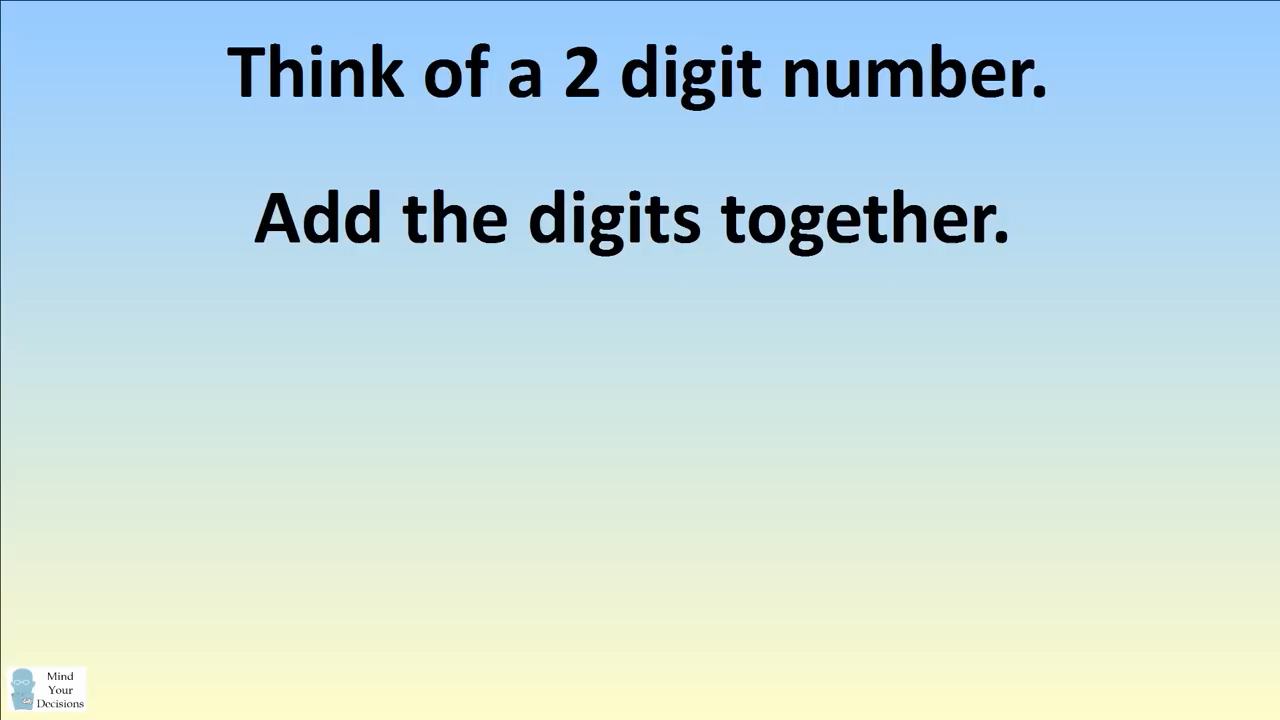 Think of a 2 digit number.
Add the digits together.
Mind
Your
Decisions